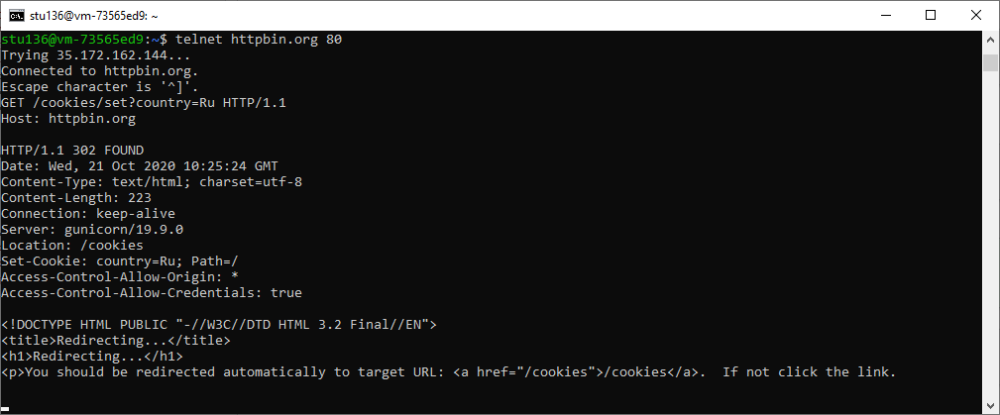 stu136@vm-73565ed9: ~
stu136@vm-73565ed9:~$ telnet httpbin.org 80
Trying 35.172.162.144...
Connected to httpbin.org.
Escape character is '^]'.
GET /cookies/set?country=Ru HTTP/1.1
Host: httpbin.org

HTTP/1.1 302 FOUND
Date: Wed, 21 Oct 2020 10:25:24 GMT
Content-Type: text/html; charset=utf-8
Content-Length: 223
Connection: keep-alive
Server: gunicorn/19.9.0
Location: /cookies
Set-Cookie: country=Ru; Path=/
Access-Control-Allow-Origin: *
Access-Control-Allow-Credentials: true

<!DOCTYPE HTML PUBLIC "-//W3C//DTD HTML 3.2 Final//EN">
<title>Redirecting...</title>
<h1>Redirecting...</h1>
<p>You should be redirected automatically to target URL: <a href="/cookies">/cookies</a>.  If not click the link.